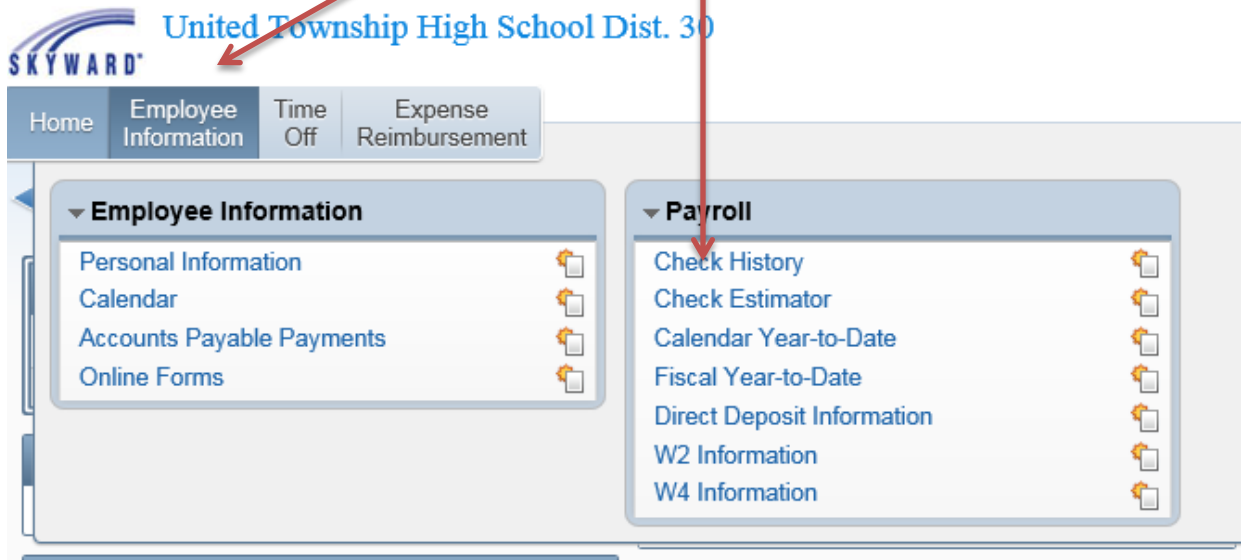 United Township High School Dist. 30
SKYWARD
Home
Employee
Information
Time
Off
Expense
Reimbursement
Employee Information
Personal Information
Calendar
Accounts Payable Payments
Online Forms
Payroll
Check History
Check Estimator
Calendar Year-to-Date
Fiscal Year-to-Date
Direct Deposit Information
W2 Information
W4 Information